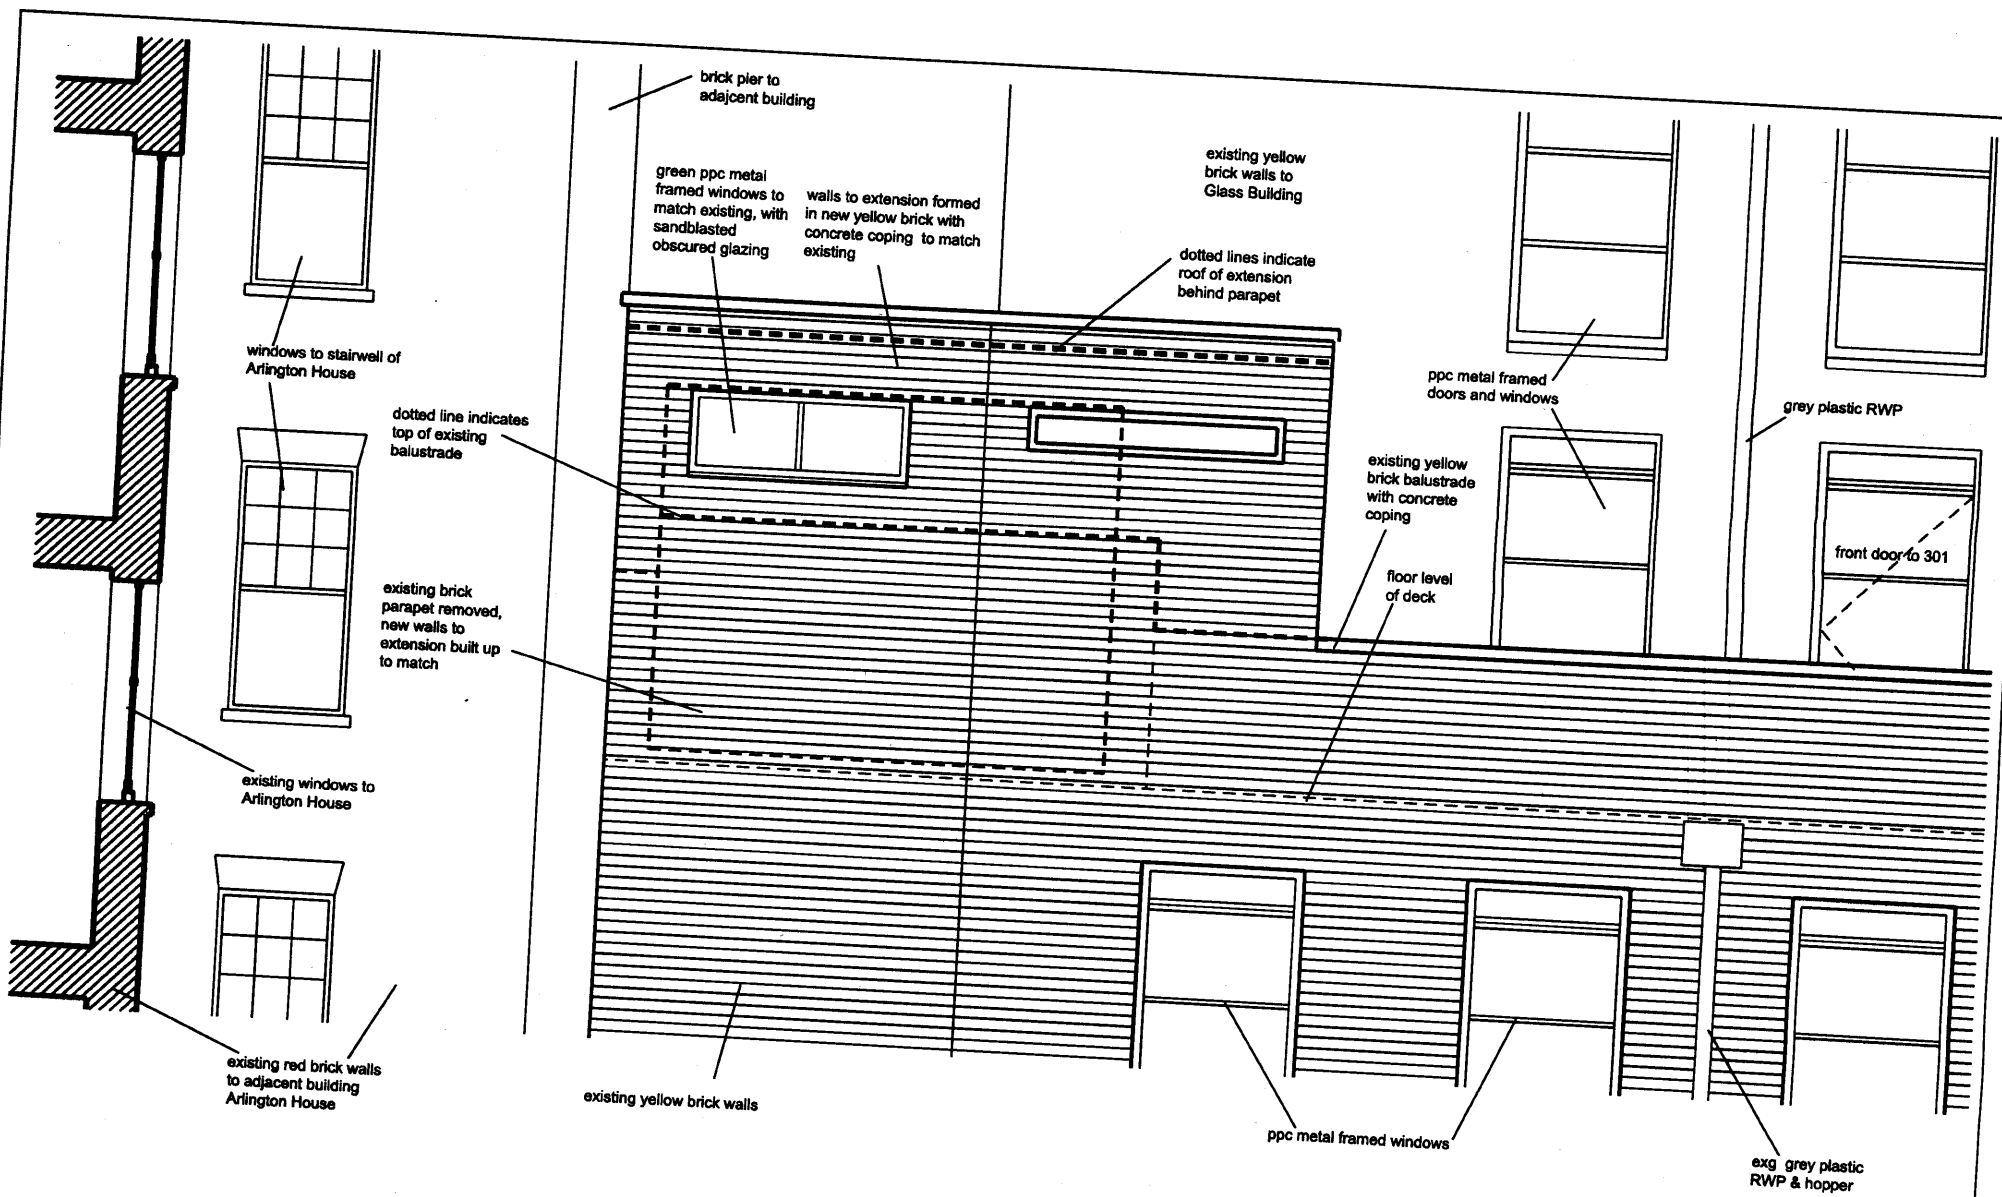 brick pier to
adajcent building
existing yellow
brick walls to
Glass Building
green ppc metal
framed windows to
match existing, with
sandblasted
obscured glazing
walls to extension formed
in new yellow brick with
concrete coping to match
existing
dotted lines indicate
roof of extension
behind parapet
windows to stairwell of
Arlington House
ppc metal framed
doors and windows
grey plastic RWP
dotted line indicates
top of existing
balustrade
existing yellow
brick balustrade
with concrete
coping
front door to 301
floor level
of deck
existing brick
parapet removed,
new walls to
extension built up
to match
existing windows to
Arlington House
existing red brick walls
to adjacent building
Arlington House
existing yellow brick walls
ppc metal framed windows
exg grey plastic
RWP & hopper